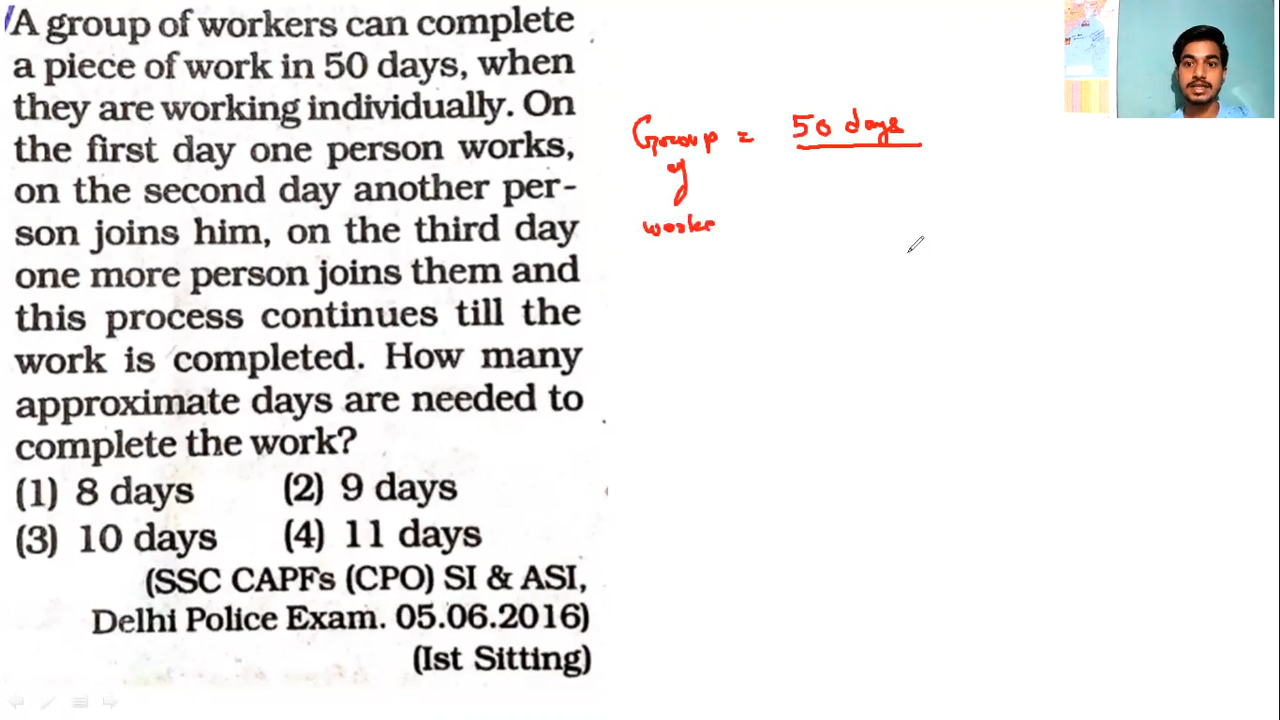 A group of workers can complete
a piece of work in 50 days, when
they are working individually. On
the first day one person works,
on the second day another per-
son joins him, on the third day
one more person joins them and
this process continues till the
work is completed. How many
approximate days are needed to
complete the work?
(1) 8 days (2) 9 days
(3) 10 days (4) 11 days
(SSC CAPFs (CPO) SI & ASI,
Delhi Police Exam. 05.06.2016)
(Ist Sitting)
Group = 50 days
of